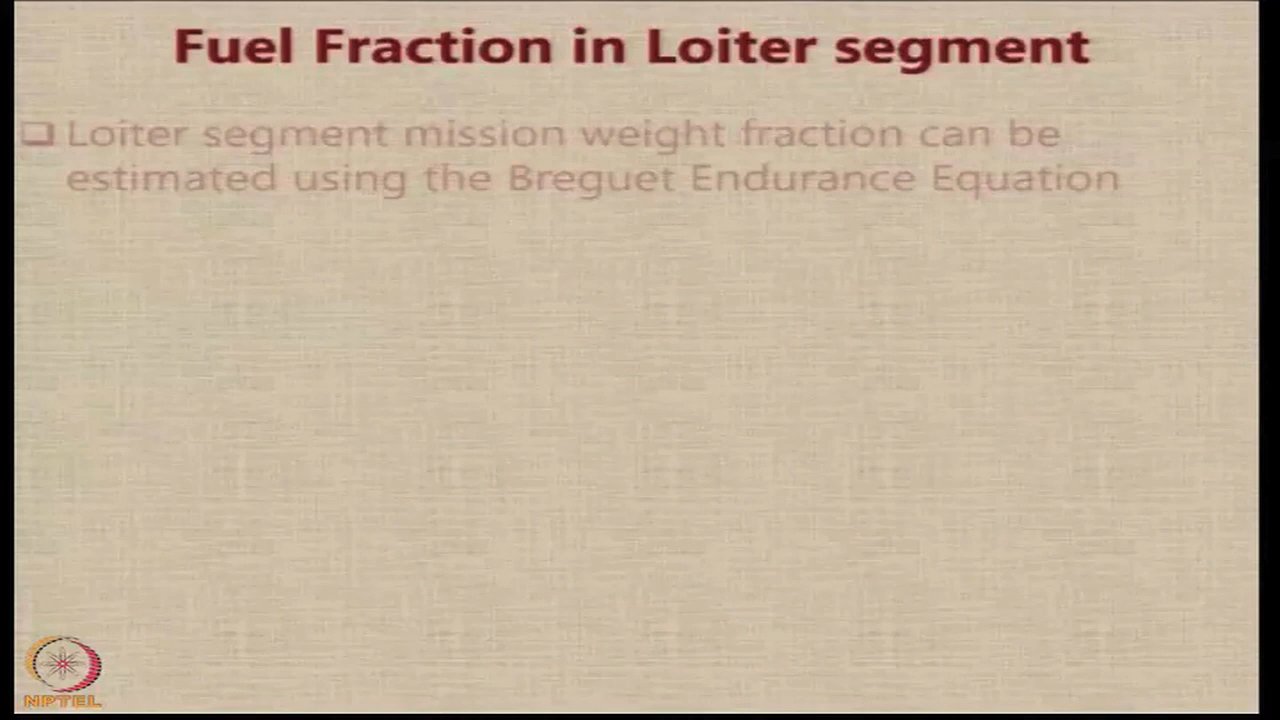 Fuel Fraction in Loiter segment
❑ Loiter segment mission weight fraction can be
estimated using the Breguet Endurance Equation
NPTEL